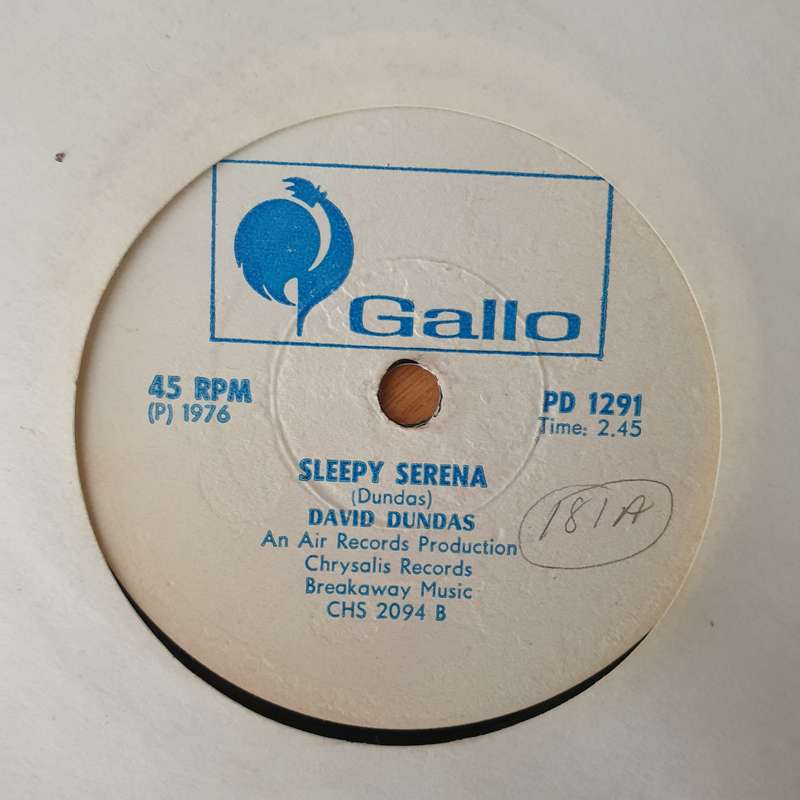 Gallo
45 RPM
(P) 1976
PD 1291
Time: 2.45
SLEEPY SERENA
(Dundas)
DAVID DUNDAS
An Air Records Production
Chrysalis Records
Breakaway Music
CHS 2094 B
181A